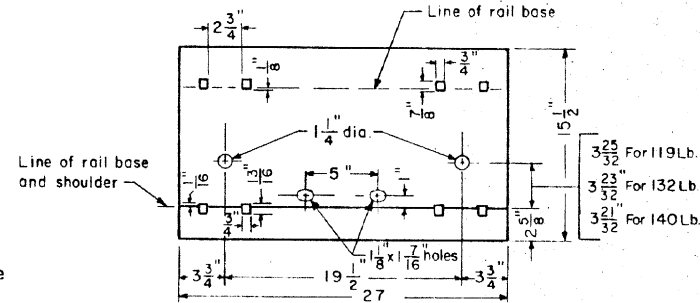 Line of rail base
2 3/4"
1/8"
3/4"
7/8"
15 1/2"
1 1/4" dia.
3 25/32 For 119 Lb.
3 23/32" For 132 Lb.
3 21/32" For 140 Lb.
Line of rail base
and shoulder
1/16"
3/16"
5"
1"
2 5/8"
3/4"
1 1/8" x 1 7/16" holes
e
3 3/4"
19 1/2"
3 3/4"
27